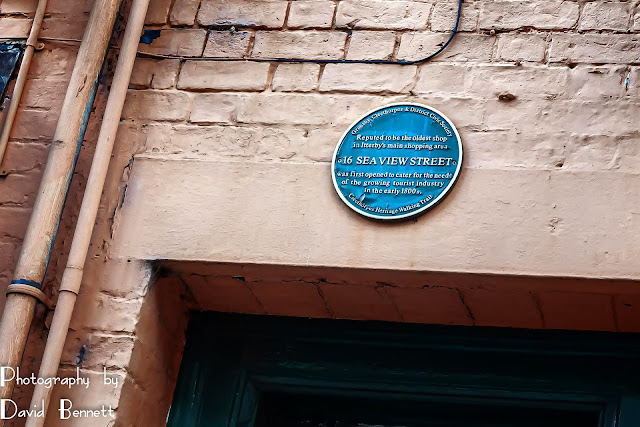 Grimsby, Cleethorpes & District Civic Society
Reputed to be the oldest shop
in Itterby's main shopping area
16 SEA VIEW STREET
was first opened to cater for the needs
of the growing tourist industry
in the early 1800s.
Cleethorpes Heritage Walking Trail
Photography by
David Bennett